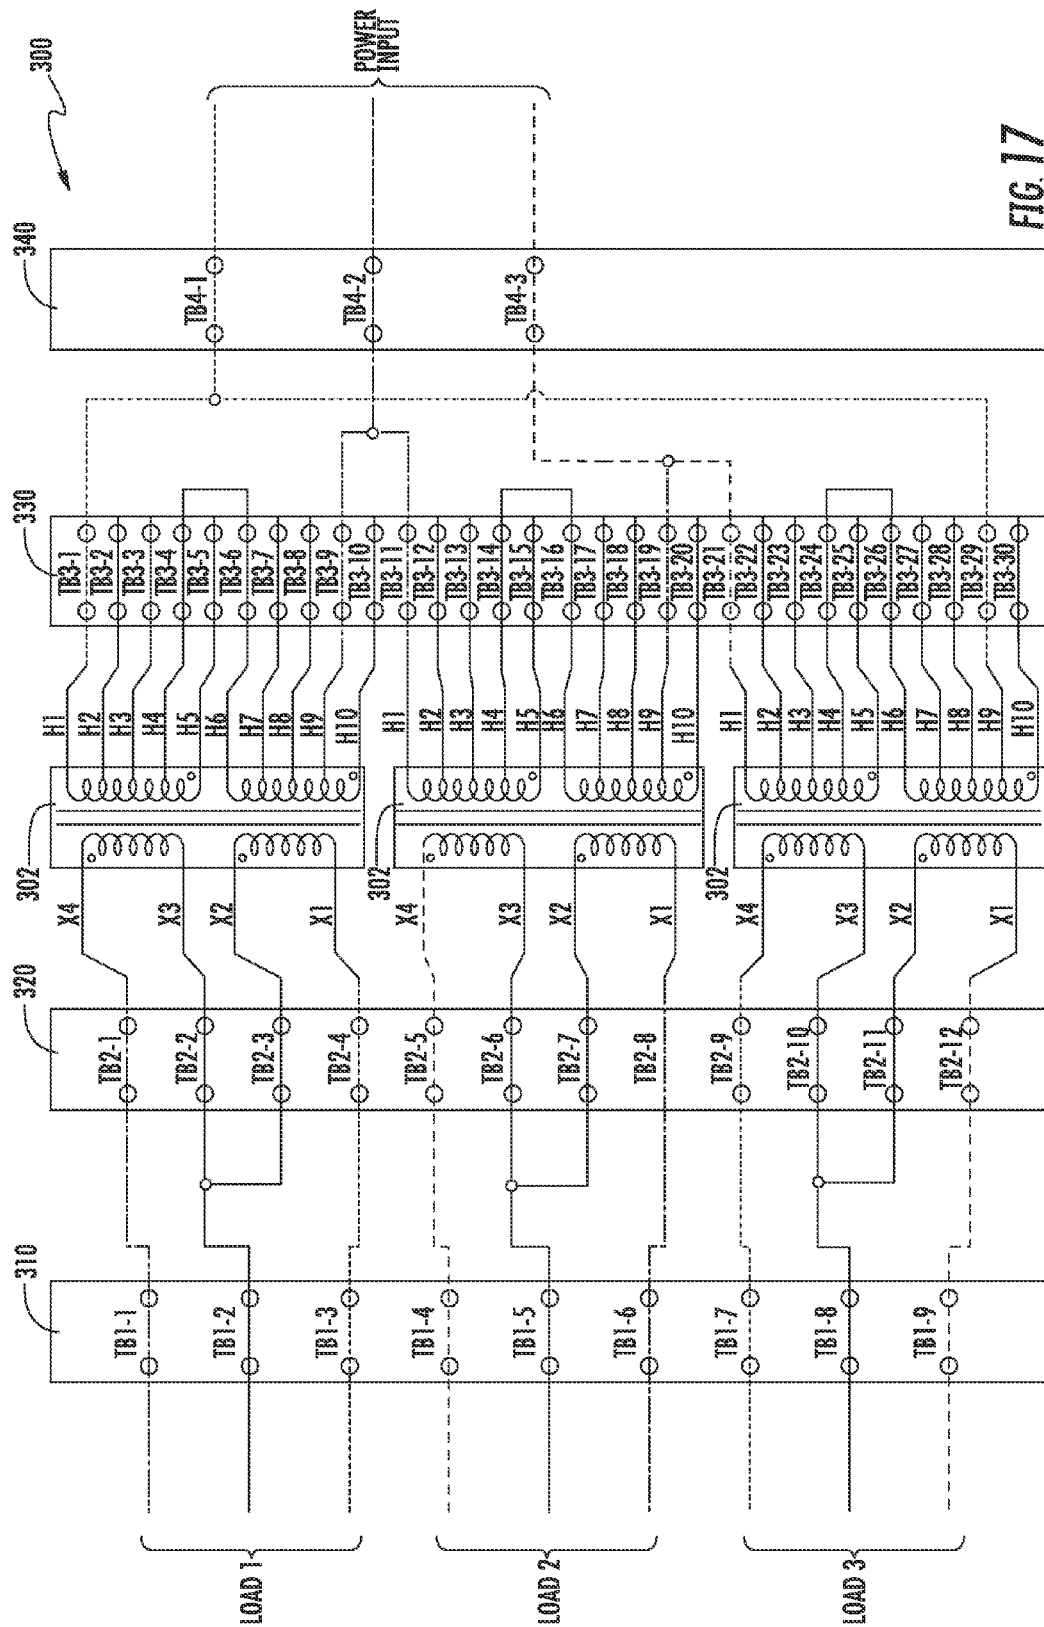 300
POWER
INPUT
340
TB4-1
TB4-2
TB4-3
330
TB3-1
TB3-2
TB3-3
TB3-4
TB3-5
TB3-6
TB3-7
TB3-8
TB3-9
TB3-10
TB3-11
TB3-12
TB3-13
TB3-14
TB3-15
TB3-16
TB3-17
TB3-18
TB3-19
TB3-20
TB3-21
TB3-22
TB3-23
TB3-24
TB3-25
TB3-26
TB3-27
TB3-28
TB3-29
TB3-30
H1
H2
H3
H4
H5
H6
H7
H8
H9
H10
H1
H2
H3
H4
H5
H6
H7
H8
H9
H10
H1
H2
H3
H4
H5
H6
H7
H8
H9
H10
302
302
302
X4
X3
X2
X1
X4
X3
X2
X1
X4
X3
X2
X1
320
TB2-1
TB2-2
TB2-3
TB2-4
TB2-5
TB2-6
TB2-7
TB2-8
TB2-9
TB2-10
TB2-11
TB2-12
310
TB1-1
TB1-2
TB1-3
TB1-4
TB1-5
TB1-6
TB1-7
TB1-8
TB1-9
LOAD 1
LOAD 2
LOAD 3
FIG. 17